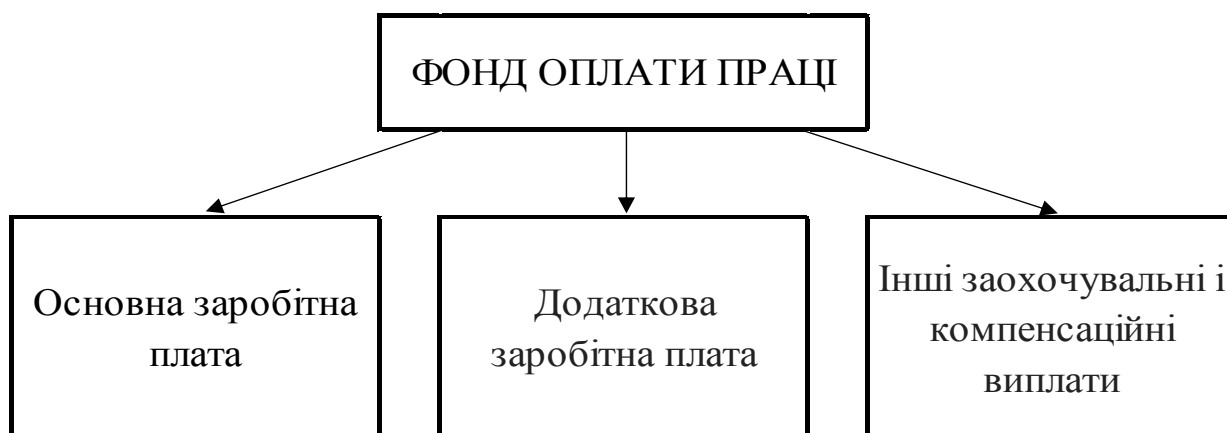 ФОНД ОПЛАТИ ПРАЦІ
Основна заробітна
плата
Додаткова
заробітна плата
Інші заохочувальні і
компенсаційні
виплати